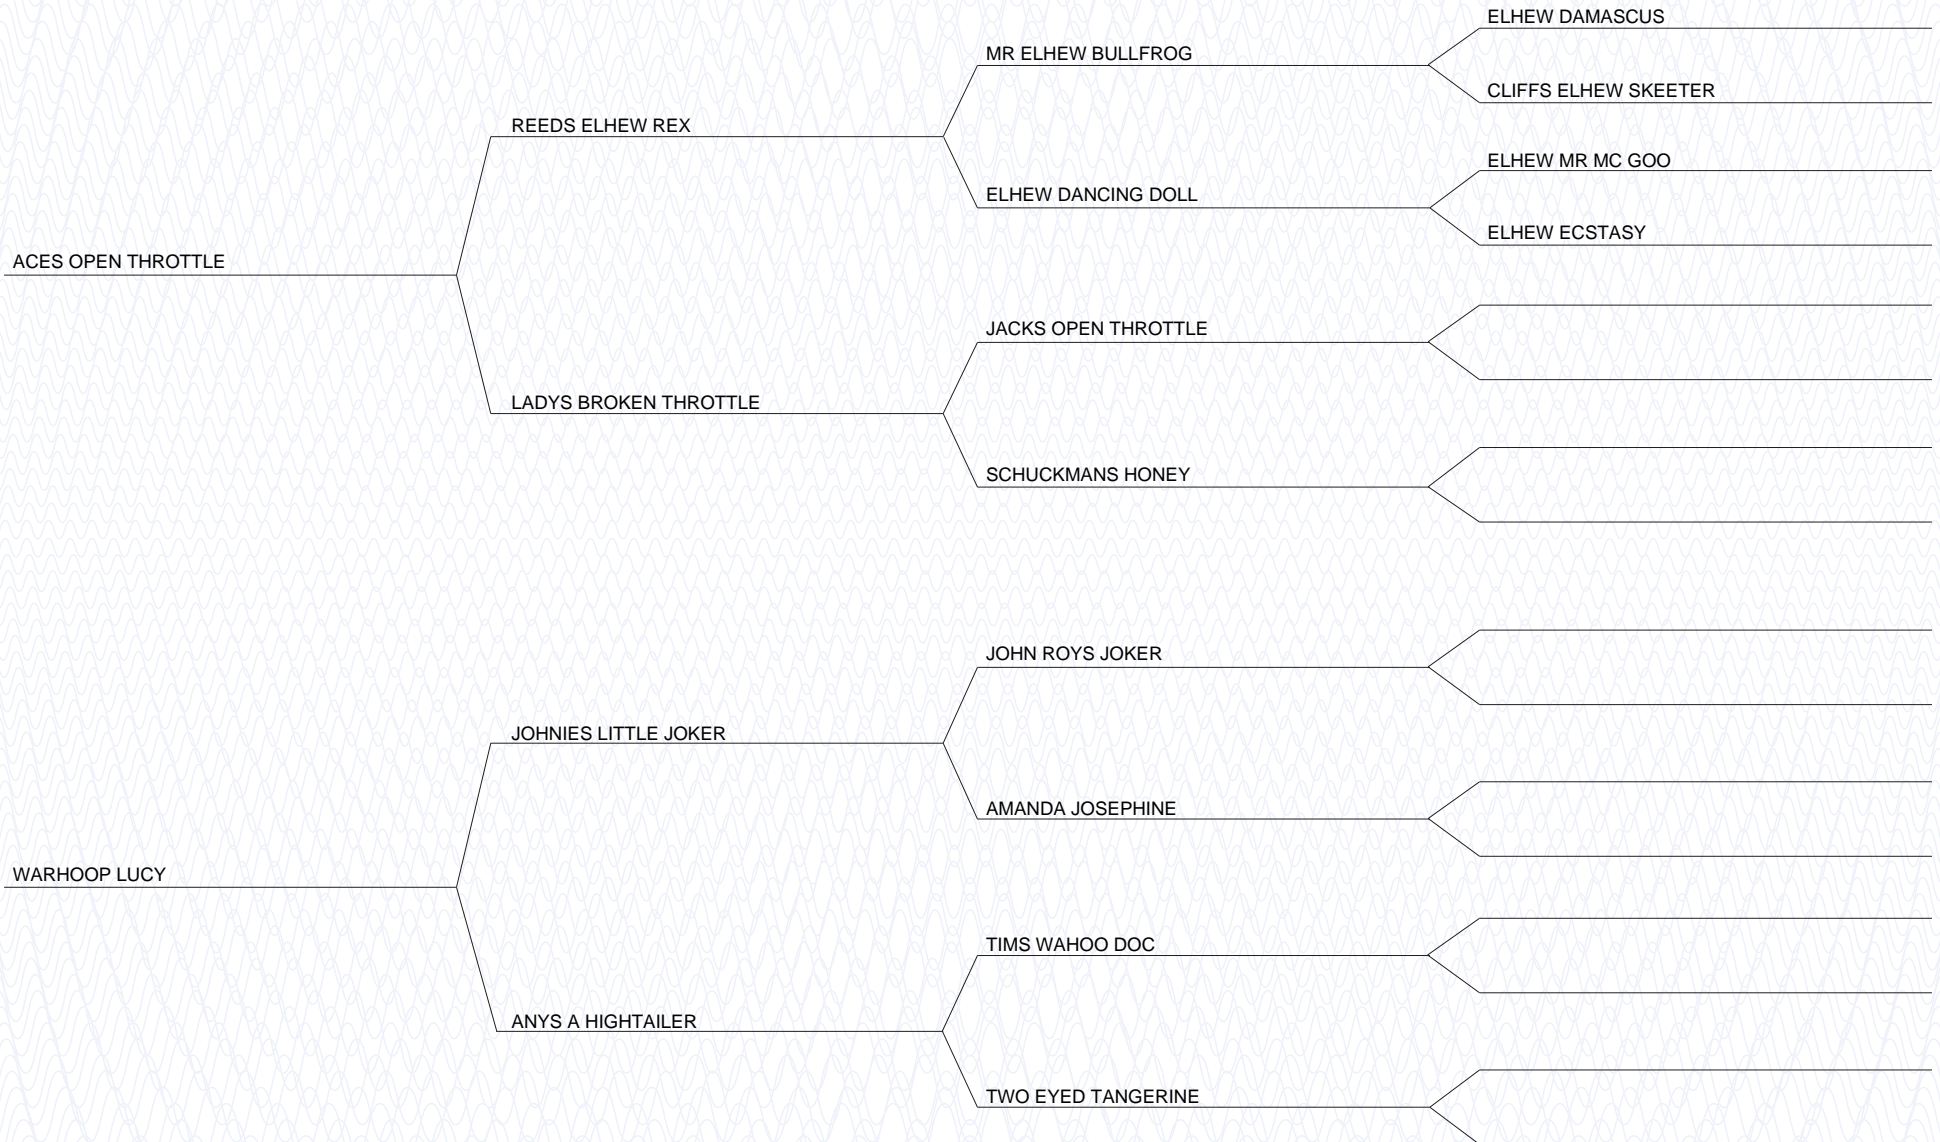 ELHEW DAMASCUS
MR ELHEW BULLFROG
CLIFFS ELHEW SKEETER
REEDS ELHEW REX
ELHEW MR MC GOO
ELHEW DANCING DOLL
ELHEW ECSTASY
ACES OPEN THROTTLE
JACKS OPEN THROTTLE
LADYS BROKEN THROTTLE
SCHUCKMANS HONEY
JOHN ROYS JOKER
JOHNIES LITTLE JOKER
AMANDA JOSEPHINE
WARHOOP LUCY
TIMS WAHOO DOC
ANYS A HIGHTAILER
TWO EYED TANGERINE